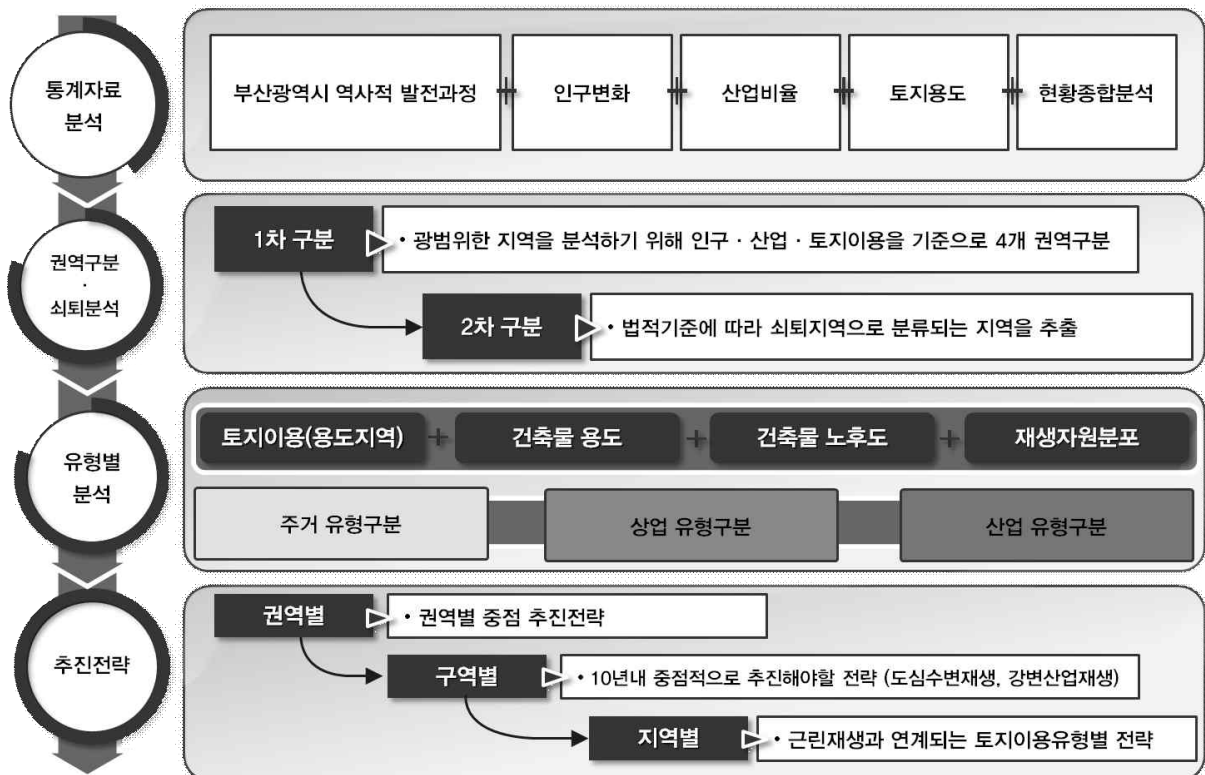 통계자료
분석
부산광역시 역사적 발전과정 + 인구변화 + 산업비율 + 토지용도 + 현황종합분석
권역구분
·
쇠퇴분석
1차 구분
• 광범위한 지역을 분석하기 위해 인구 · 산업 · 토지이용을 기준으로 4개 권역구분
2차 구분
• 법적기준에 따라 쇠퇴지역으로 분류되는 지역을 추출
유형별
분석
토지이용(용도지역) + 건축물 용도 + 건축물 노후도 + 재생자원분포
주거 유형구분
상업 유형구분
산업 유형구분
추진전략
권역별
• 권역별 중점 추진전략
구역별
• 10년내 중점적으로 추진해야할 전략 (도심수변재생, 강변산업재생)
지역별
• 근린재생과 연계되는 토지이용유형별 전략